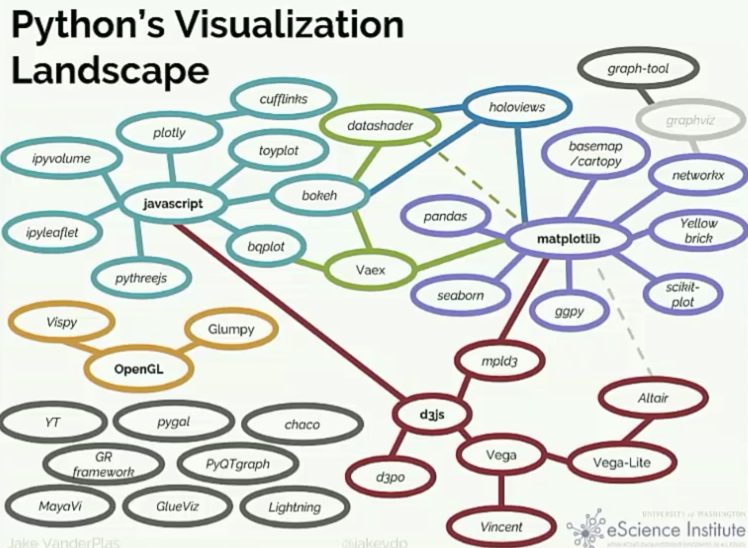 Python's Visualization
Landscape
cufflinks
graph-tool
plotly
datashader
holoviews
graphviz
ipyvolume
toyplot
basemap
/cartopy
networkx
javascript
bokeh
pandas
ipyleaflet
bqplot
matplotlib
Yellow
brick
pythreejs
Vaex
seaborn
ggpy
scikit-
plot
Vispy
Glumpy
OpenGL
mpld3
Altair
YT
pygal
chaco
d3js
GR
framework
PyQTgraph
d3po
Vega
Vega-Lite
MayaVi
GlueViz
Lightning
Vincent
UNIVERSITY of WASHINGTON
eScience Institute
Jake VanderPlas
@jakevdp